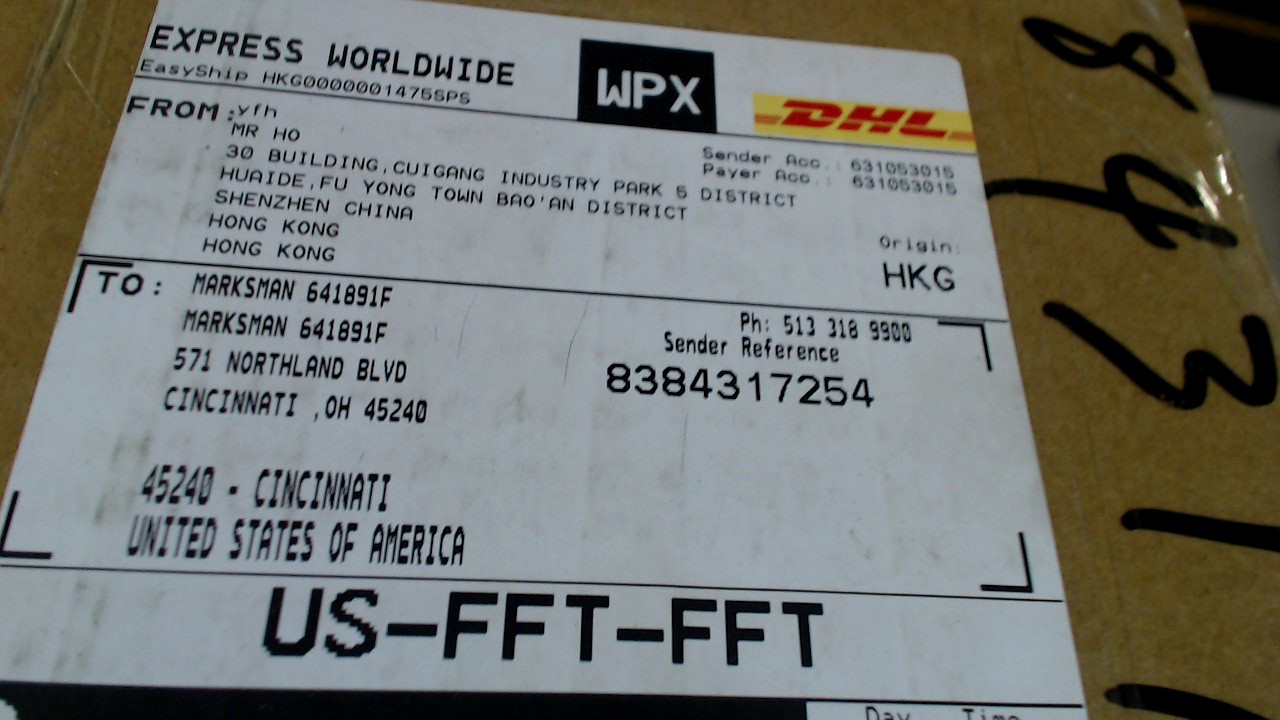 EXPRESS WORLDWIDE
EasyShip HKG0000001475SPS
WPX
DHL
FROM :yfh
MR HO
30 BUILDING,CUIGANG INDUSTRY PARK 5 DISTRICT
HUAIDE,FU YONG TOWN BAO'AN DISTRICT
SHENZHEN CHINA
HONG KONG
HONG KONG
Sender Acc.: 631053015
Payer Acc.: 631053015
Origin:
HKG
TO: MARKSMAN 641891F
MARKSMAN 641891F
571 NORTHLAND BLVD
CINCINNATI ,OH 45240
45240 - CINCINNATI
UNITED STATES OF AMERICA
Ph: 513 318 9900
Sender Reference
8384317254
US-FFT-FFT
Day Time
8431